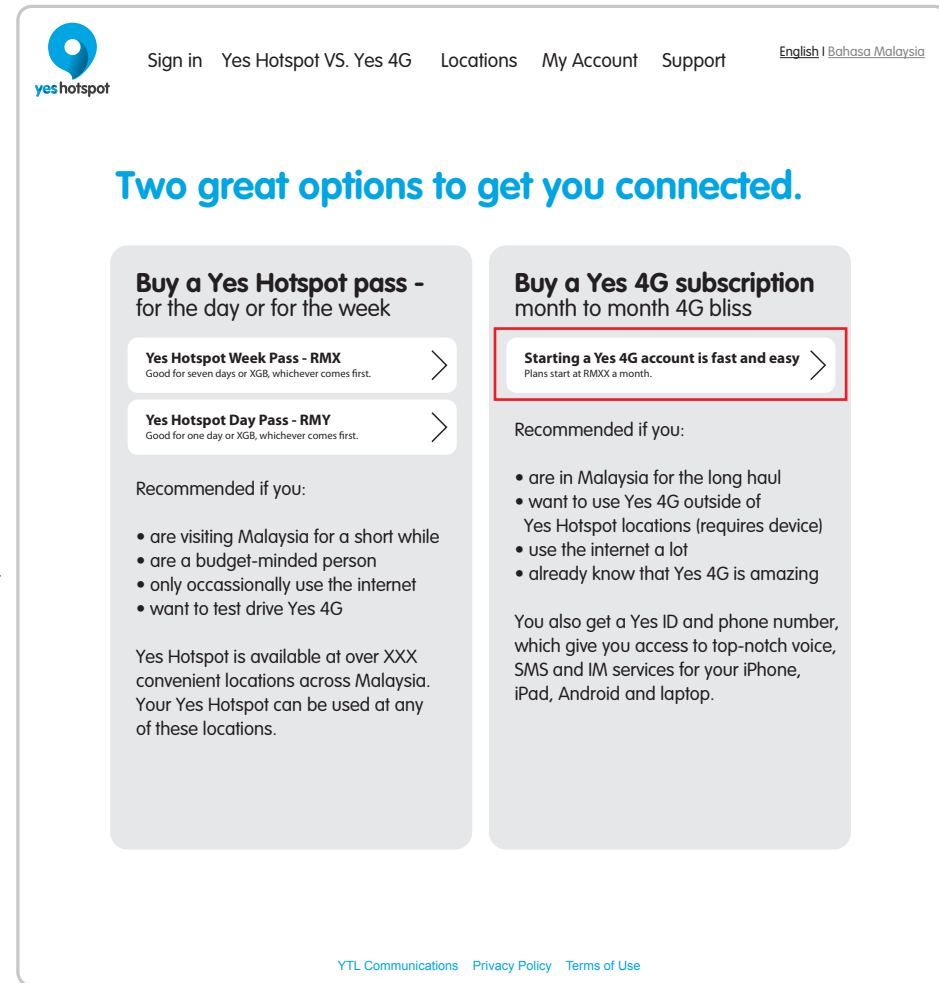 yes hotspot
Sign in Yes Hotspot VS. Yes 4G Locations My Account Support
English I Bahasa Malaysia
Two great options to get you connected.
Buy a Yes Hotspot pass -
for the day or for the week
Yes Hotspot Week Pass - RMX
Good for seven days or XGB, whichever comes first.
Yes Hotspot Day Pass - RMY
Good for one day or XGB, whichever comes first.
Recommended if you:
• are visiting Malaysia for a short while
• are a budget-minded person
• only occassionally use the internet
• want to test drive Yes 4G
Yes Hotspot is available at over XXX
convenient locations across Malaysia.
Your Yes Hotspot can be used at any
of these locations.
Buy a Yes 4G subscription
month to month 4G bliss
Starting a Yes 4G account is fast and easy
Plans start at RMXX a month.
Recommended if you:
• are in Malaysia for the long haul
• want to use Yes 4G outside of
Yes Hotspot locations (requires device)
• use the internet a lot
• already know that Yes 4G is amazing
You also get a Yes ID and phone number,
which give you access to top-notch voice,
SMS and IM services for your iPhone,
iPad, Android and laptop.
YTL Communications Privacy Policy Terms of Use